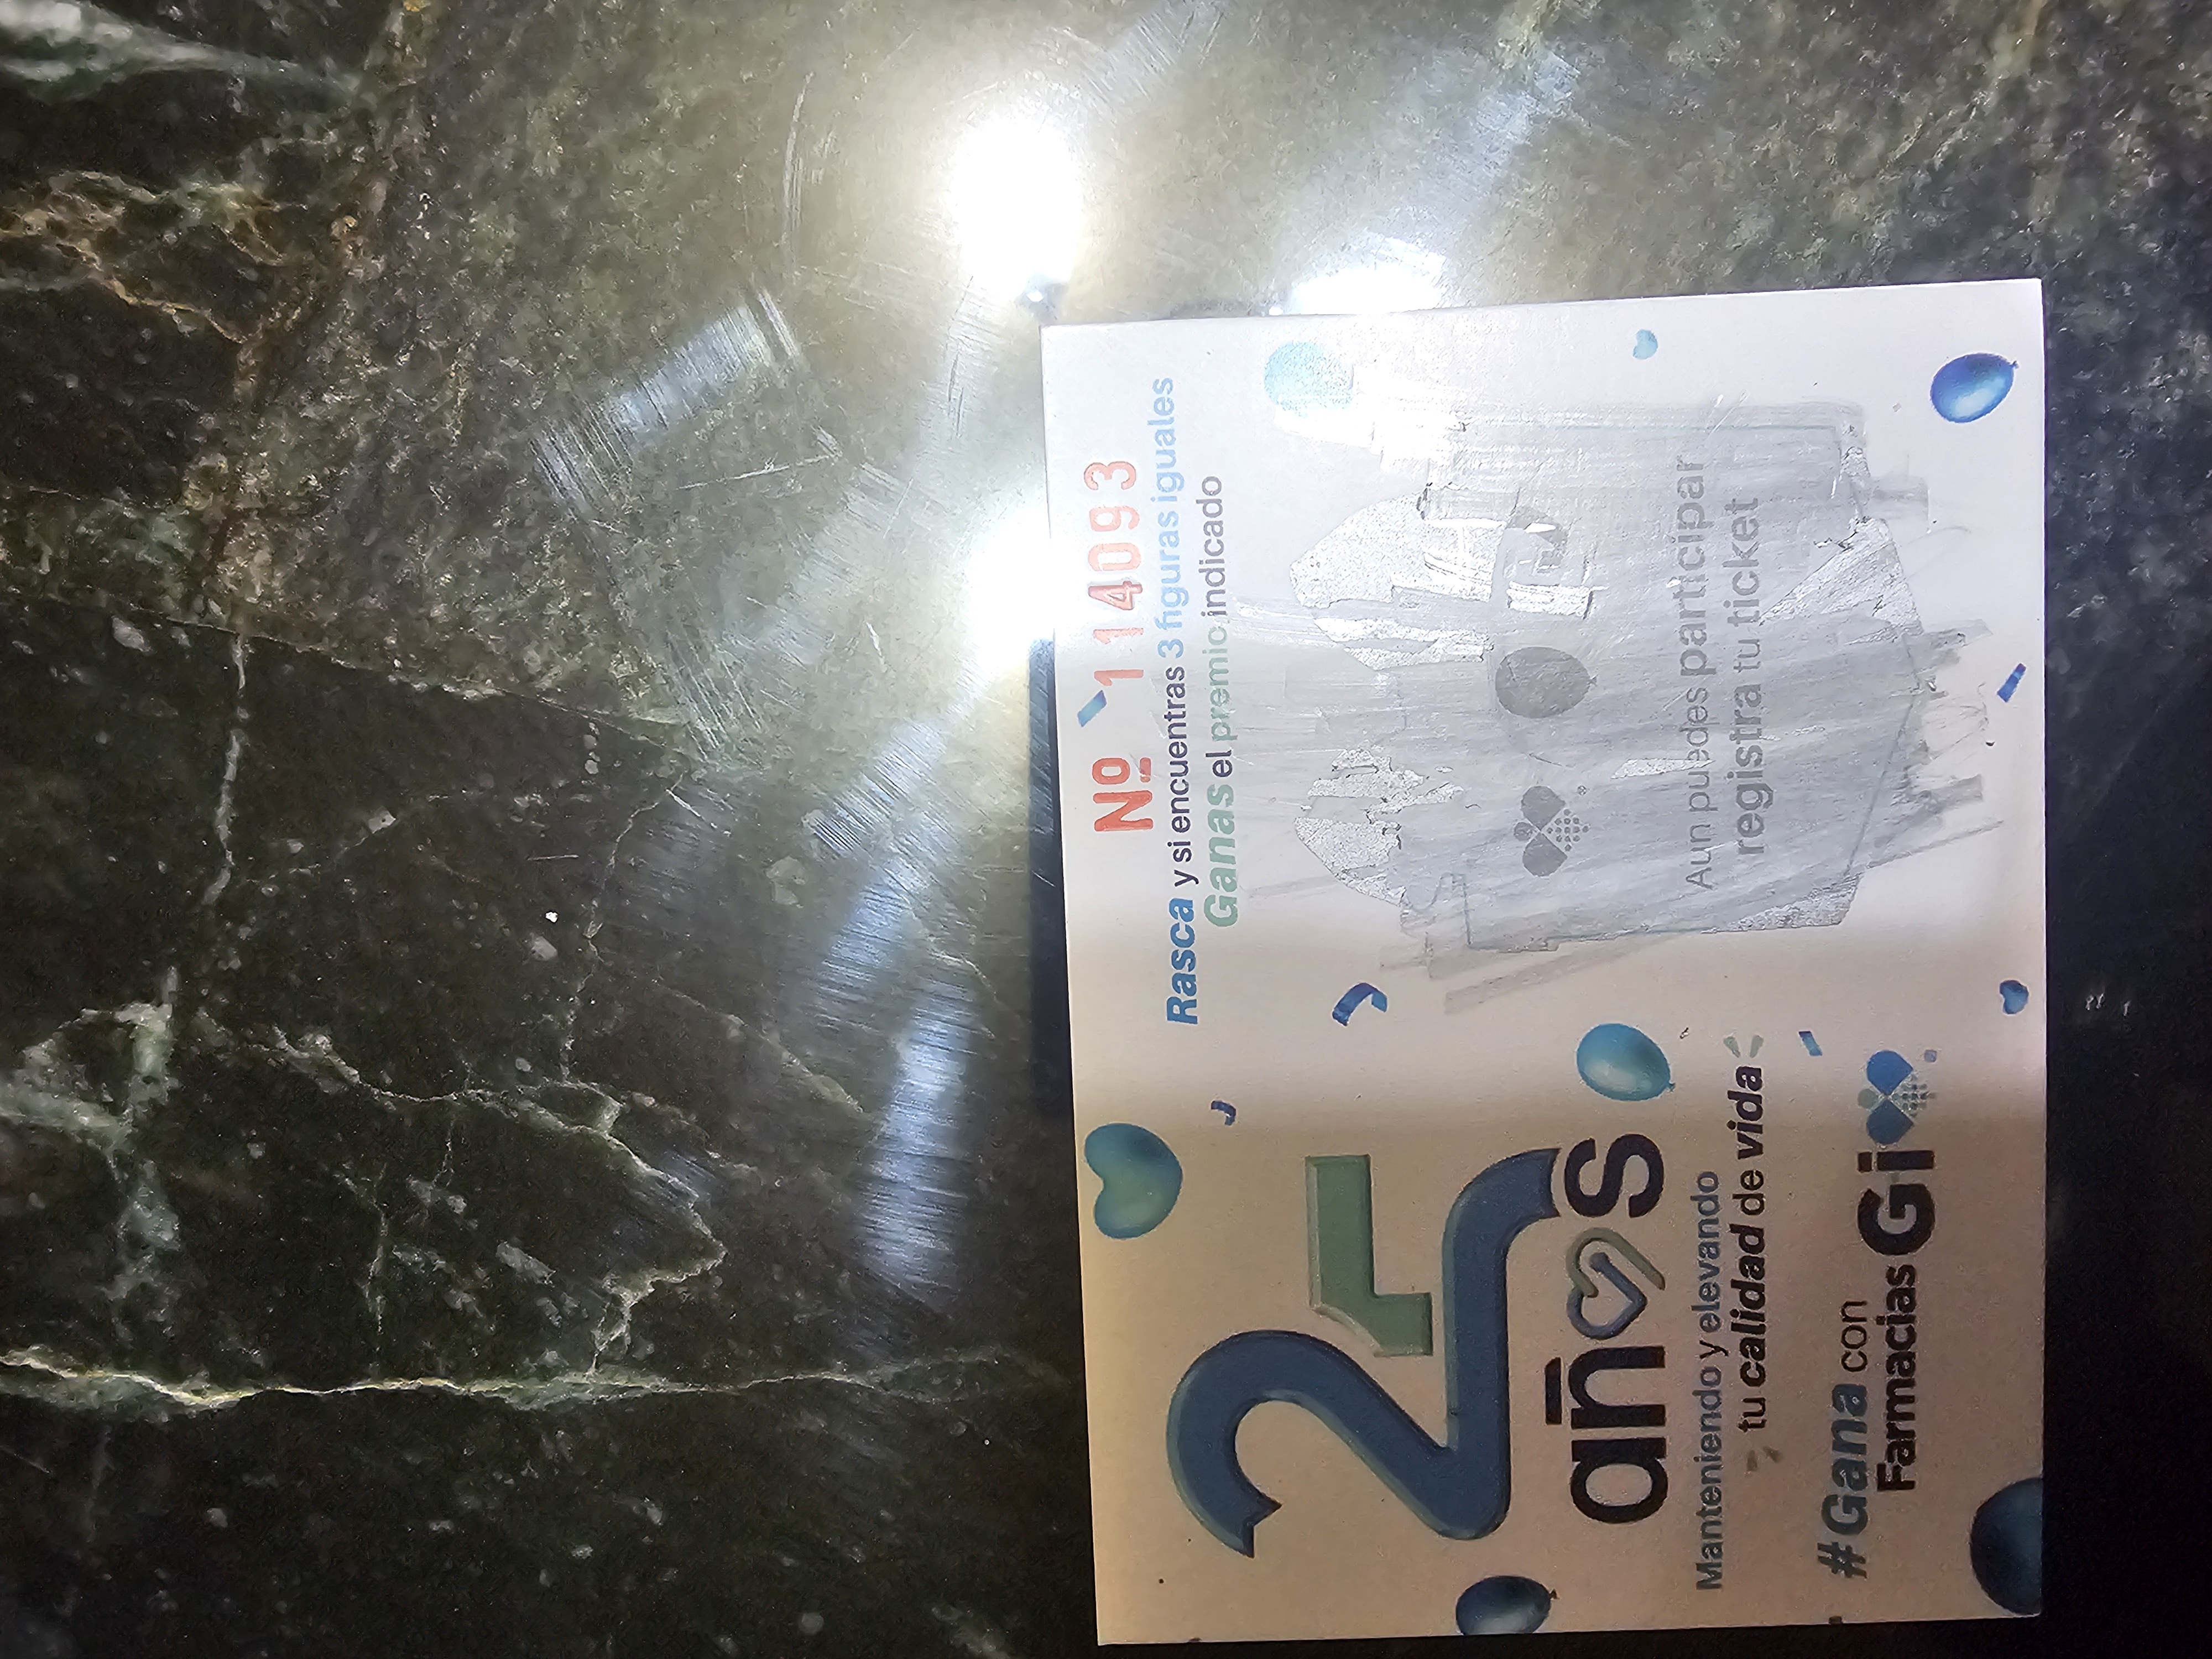 25
años
Manteniendo y elevando
tu calidad de vida
#Gana con
Farmacias Gi
Nº 114093
Rasca y si encuentras 3 figuras iguales
Ganas el premio indicado
Aun puedes participar
registra tu ticket